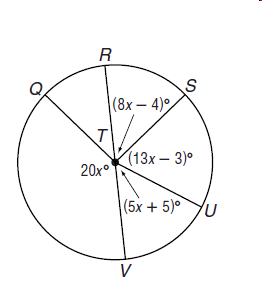 R
Q
S
(8x – 4)°
T
(13x – 3)°
20x°
(5x + 5)°
U
V